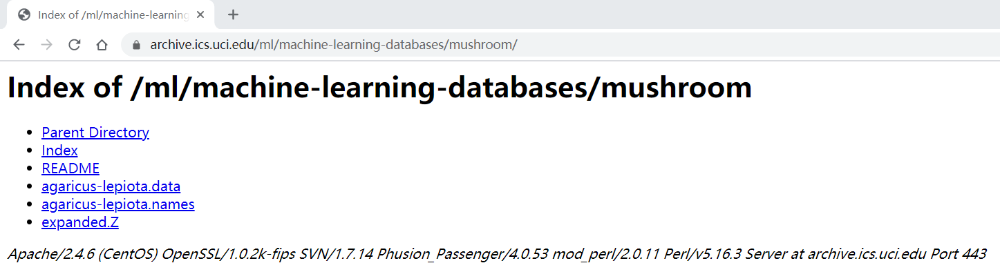 Index of /ml/machine-learning
archive.ics.uci.edu/ml/machine-learning-databases/mushroom/
Index of /ml/machine-learning-databases/mushroom
Parent Directory
Index
README
agaricus-lepiota.data
agaricus-lepiota.names
expanded.Z
Apache/2.4.6 (CentOS) OpenSSL/1.0.2k-fips SVN/1.7.14 Phusion_Passenger/4.0.53 mod_perl/2.0.11 Perl/v5.16.3 Server at archive.ics.uci.edu Port 443